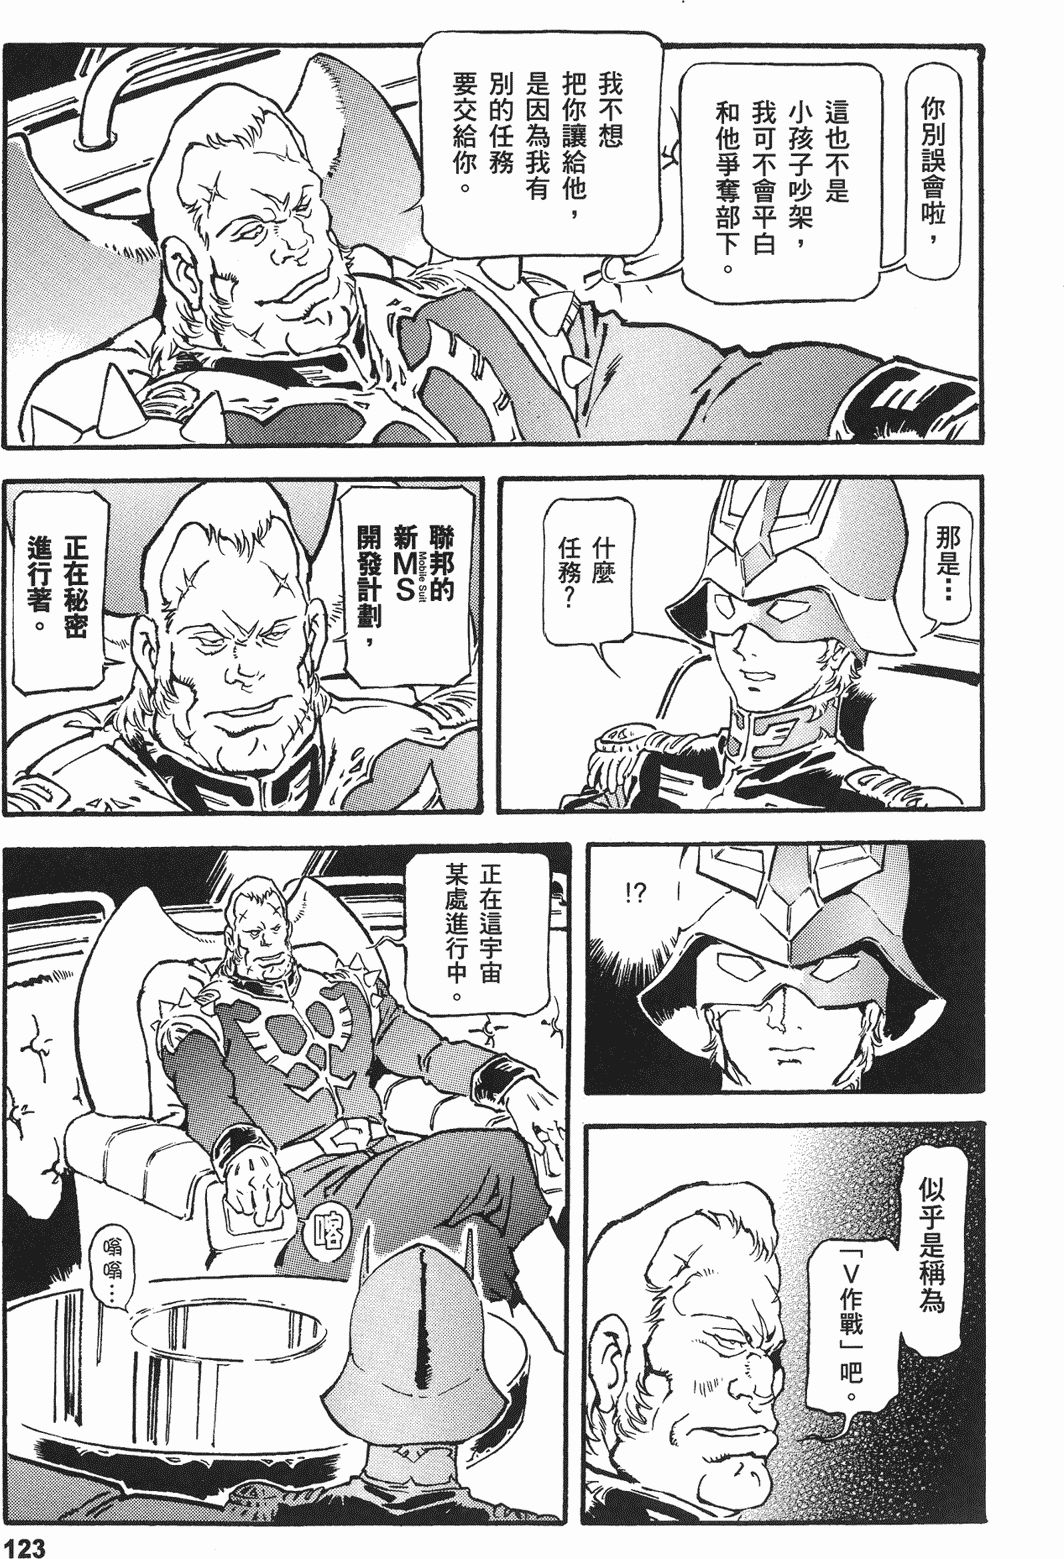 你別誤會啦，
這也不是
小孩子吵架，
我可不會平白
和他爭奪部下。
我不想
把你讓給他，
是因為我有
別的任務
要交給你。
那是…
什麼
任務?
聯邦的
新MS
Mobile Suit
開發計劃，
正在秘密
進行著。
!?
似乎是稱為
「V作戰」吧。
正在這宇宙
某處進行中。
喀
嗡
嗡…
123